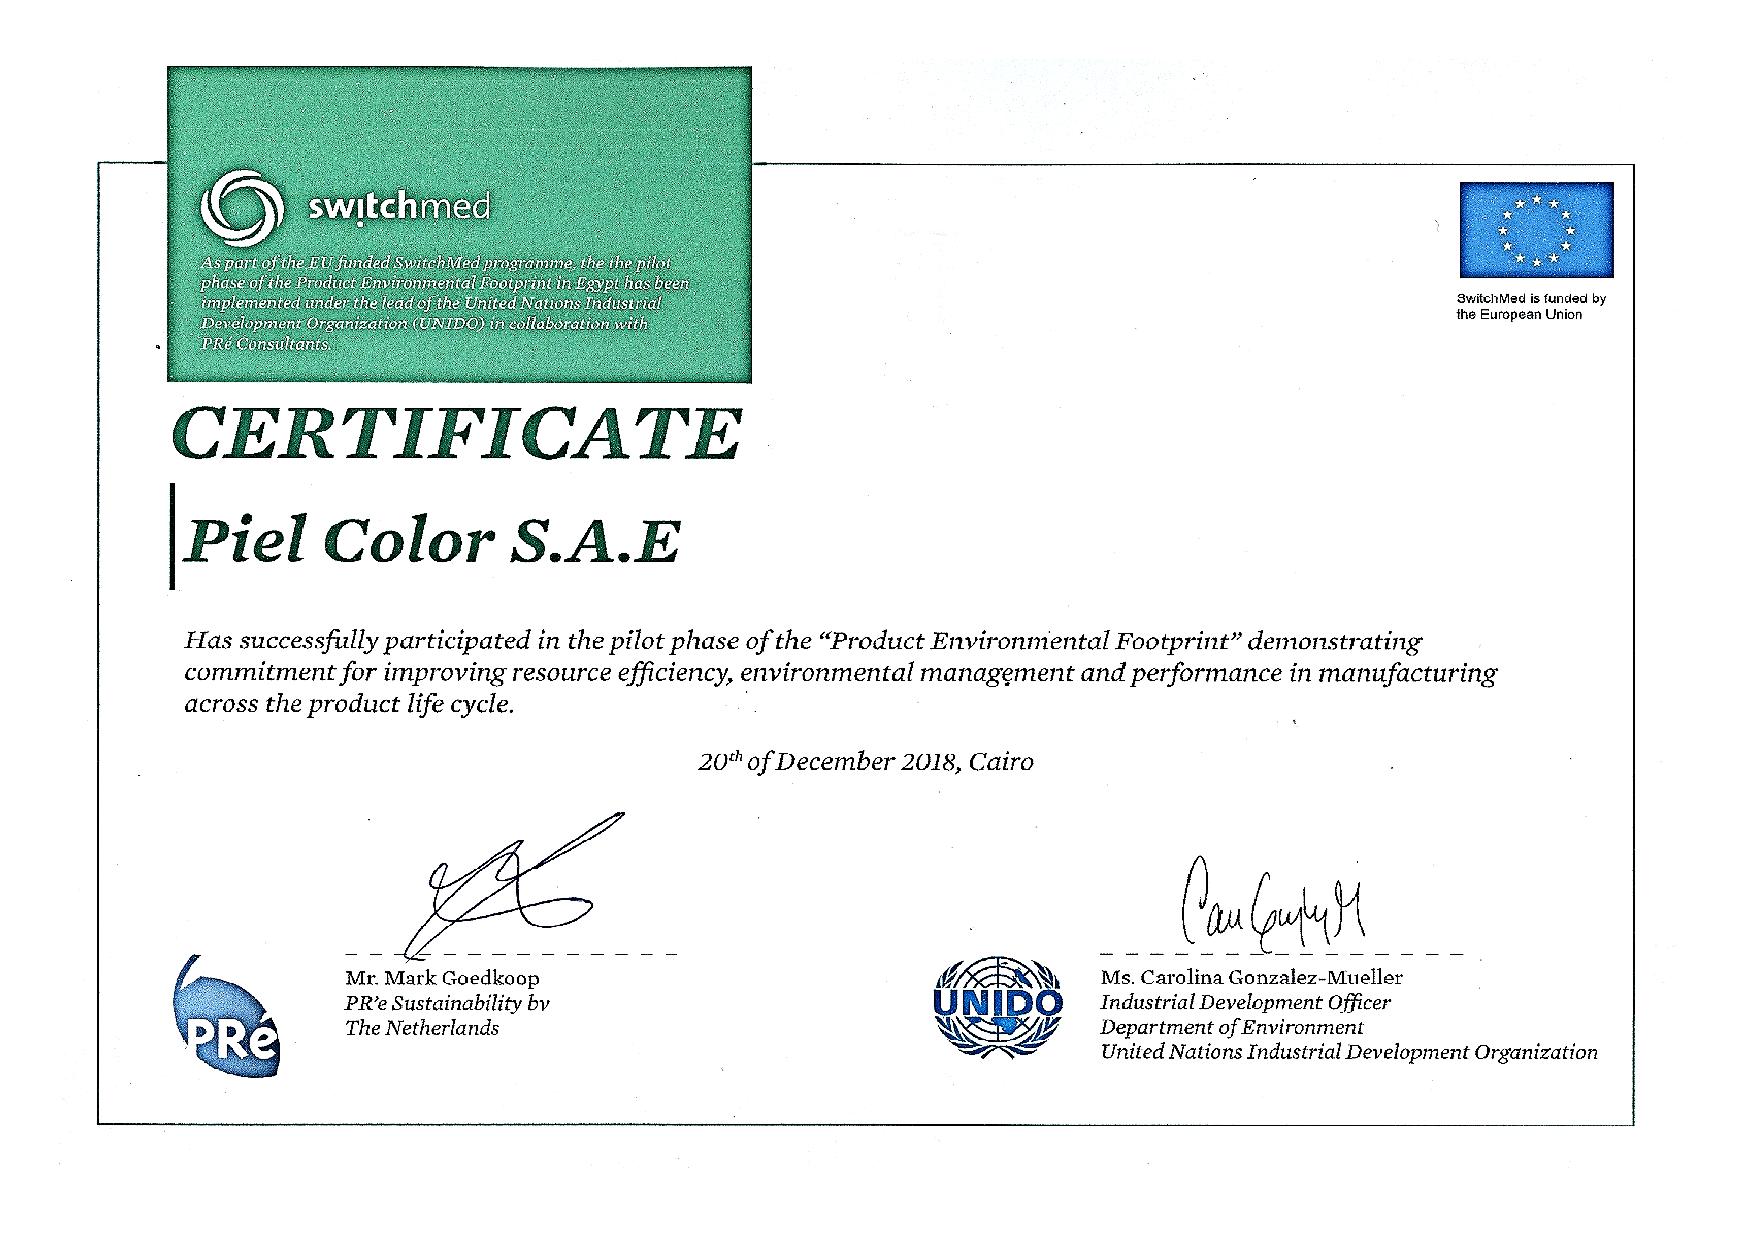 switchmed
As part of the EU funded SwitchMed programme, the the pilot
phase of the Product Environmental Footprint in Egypt has been
implemented under the lead of the United Nations Industrial
Development Organization (UNIDO) in collaboration with
PRé Consultants.
SwitchMed is funded by
the European Union
CERTIFICATE
Piel Color S.A.E
Has successfully participated in the pilot phase of the “Product Environmental Footprint” demonstrating
commitment for improving resource efficiency, environmental management and performance in manufacturing
across the product life cycle.
20th of December 2018, Cairo
PRé
Mr. Mark Goedkoop
PR'e Sustainability by
The Netherlands
UNIDO
Ms. Carolina Gonzalez-Mueller
Industrial Development Officer
Department of Environment
United Nations Industrial Development Organization